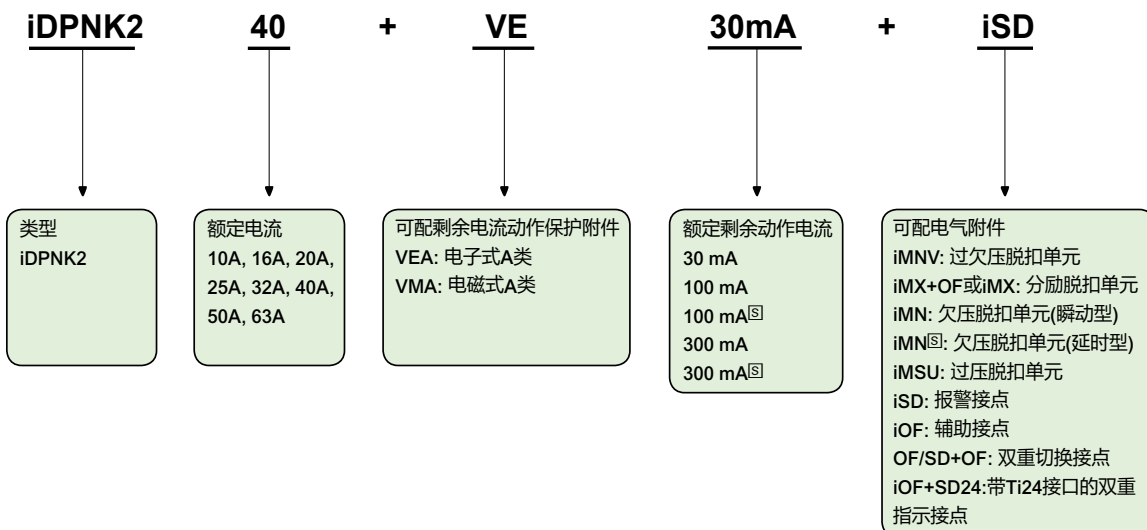 iDPNK2 40 + VE 30mA + iSD
类型
iDPNK2
额定电流
10A, 16A, 20A,
25A, 32A, 40A,
50A, 63A
可配剩余电流动作保护附件
VEA: 电子式A类
VMA: 电磁式A类
额定剩余动作电流
30 mA
100 mA
100 mA🅂
300 mA
300 mA🅂
可配电气附件
iMNV: 过欠压脱扣单元
iMX+OF或iMX: 分励脱扣单元
iMN: 欠压脱扣单元(瞬动型)
iMN🅂: 欠压脱扣单元(延时型)
iMSU: 过压脱扣单元
iSD: 报警接点
iOF: 辅助接点
OF/SD+OF: 双重切换接点
iOF+SD24:带Ti24接口的双重
指示接点